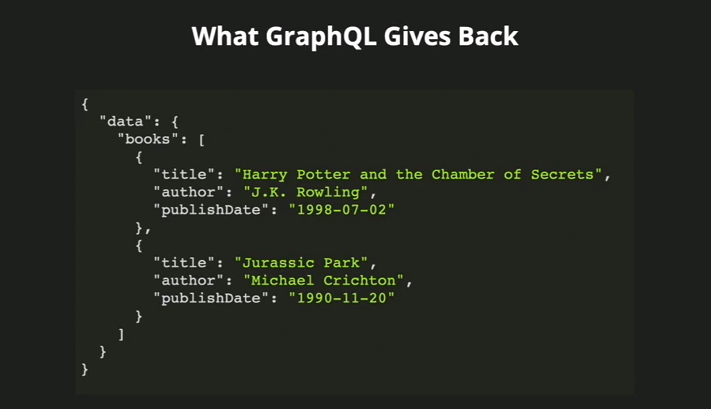 What GraphQL Gives Back
{
  "data": {
    "books": [
      {
        "title": "Harry Potter and the Chamber of Secrets",
        "author": "J.K. Rowling",
        "publishDate": "1998-07-02"
      },
      {
        "title": "Jurassic Park",
        "author": "Michael Crichton",
        "publishDate": "1990-11-20"
      }
    ]
  }
}